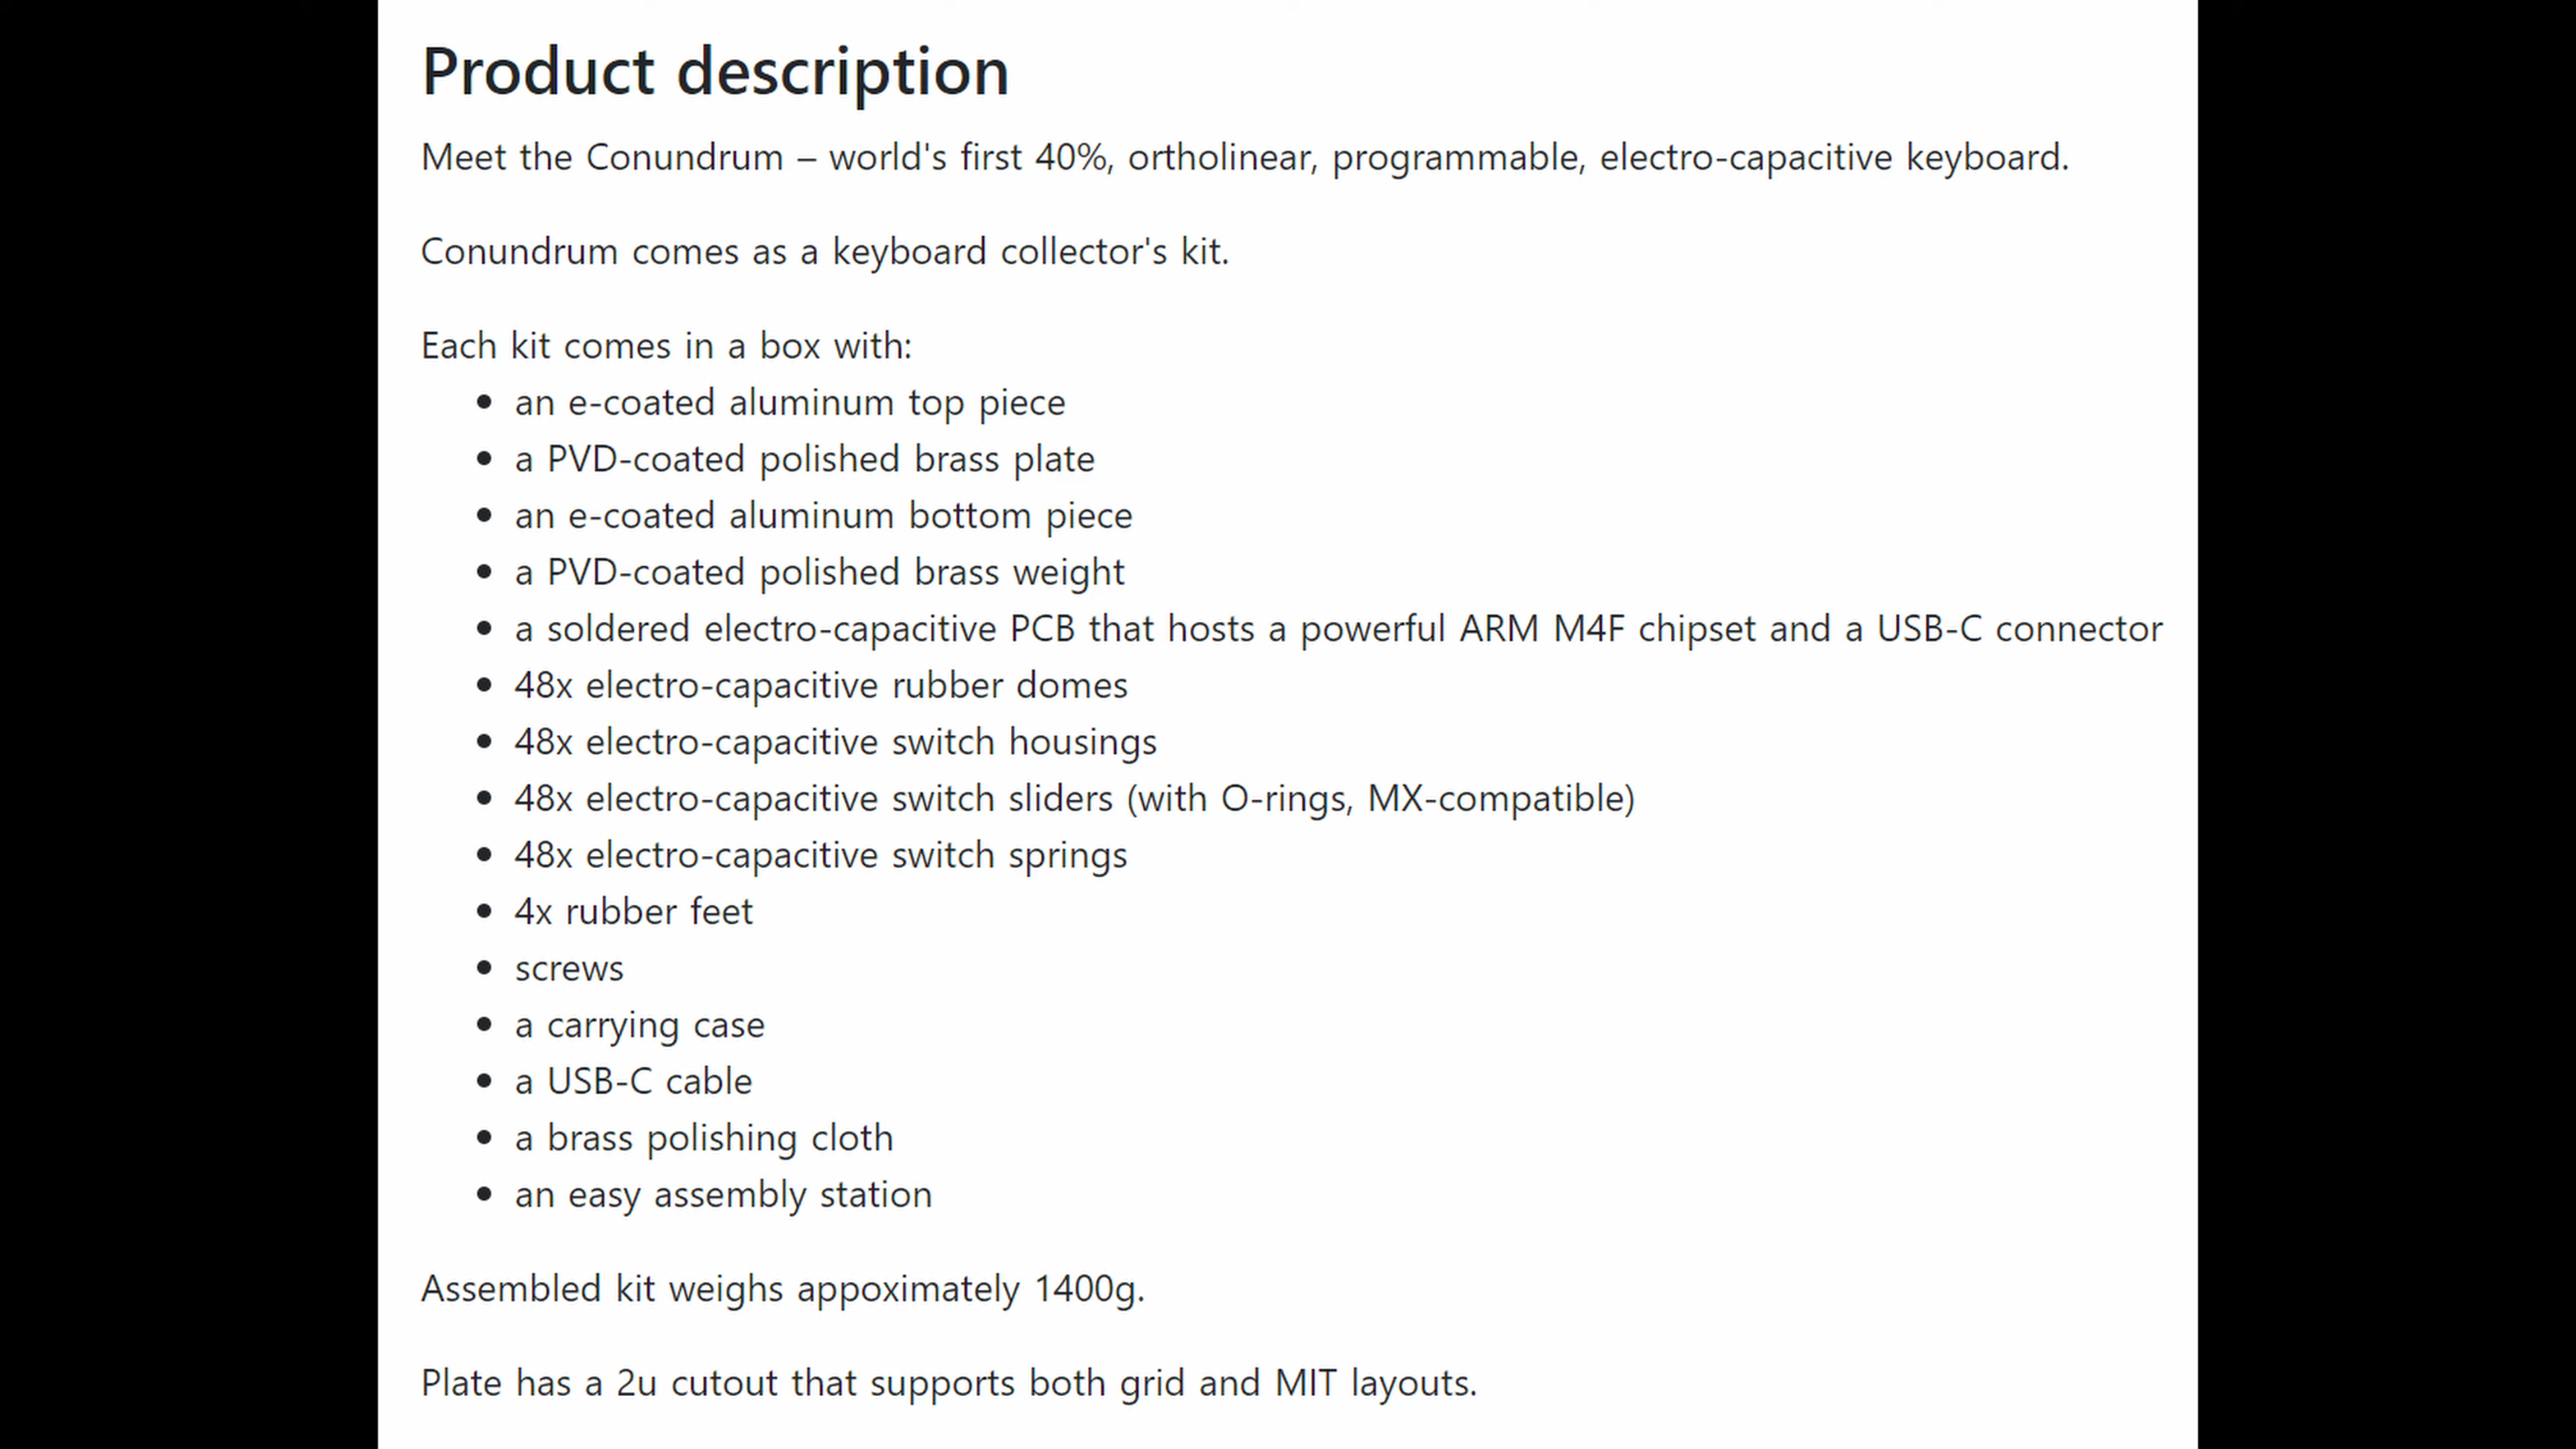 Product description
Meet the Conundrum – world's first 40%, ortholinear, programmable, electro-capacitive keyboard.
Conundrum comes as a keyboard collector's kit.
Each kit comes in a box with:
• an e-coated aluminum top piece
• a PVD-coated polished brass plate
• an e-coated aluminum bottom piece
• a PVD-coated polished brass weight
• a soldered electro-capacitive PCB that hosts a powerful ARM M4F chipset and a USB-C connector
• 48x electro-capacitive rubber domes
• 48x electro-capacitive switch housings
• 48x electro-capacitive switch sliders (with O-rings, MX-compatible)
• 48x electro-capacitive switch springs
• 4x rubber feet
• screws
• a carrying case
• a USB-C cable
• a brass polishing cloth
• an easy assembly station
Assembled kit weighs appoximately 1400g.
Plate has a 2u cutout that supports both grid and MIT layouts.